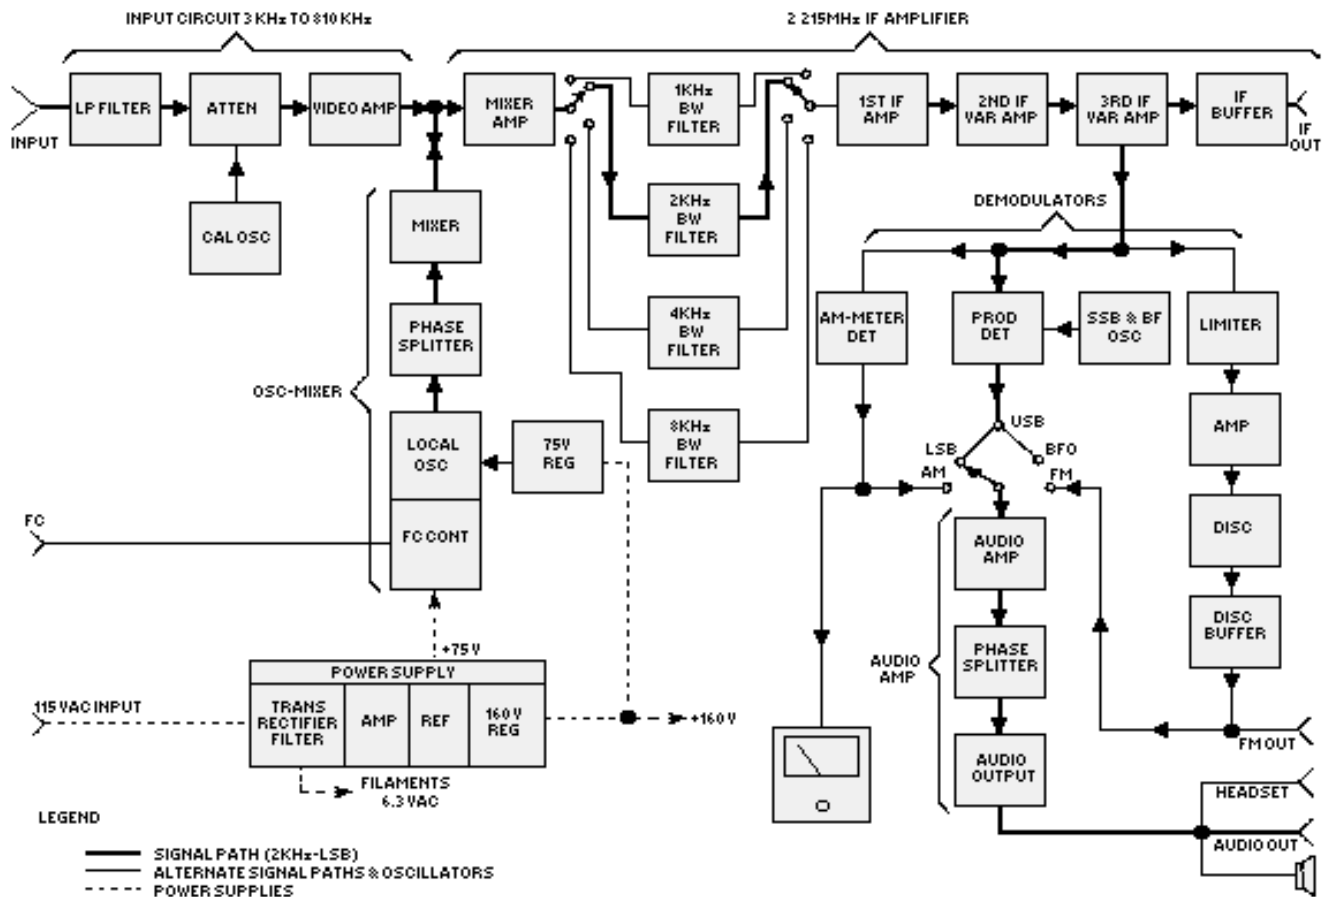 INPUT CIRCUIT 3 KHz TO 810 KHz
2 215MHz IF AMPLIFIER
INPUT
LP FILTER
ATTEN
VIDEO AMP
MIXER
AMP
1KHz
BW
FILTER
1ST IF
AMP
2ND IF
VAR AMP
3RD IF
VAR AMP
IF
BUFFER
IF
OUT
CAL OSC
MIXER
2KHz
BW
FILTER
DEMODULATORS
PHASE
SPLITTER
4KHz
BW
FILTER
AM-METER
DET
PROD
DET
SSB & BF
OSC
LIMITER
OSC-MIXER
LOCAL
OSC
75V
REG
8KHz
BW
FILTER
USB
LSB
BFO
AM
FM
AMP
FC
FC CONT
AUDIO
AMP
DISC
DISC
BUFFER
+75V
AUDIO
AMP
PHASE
SPLITTER
POWER SUPPLY
115 VAC INPUT
TRANS
RECTIFIER
FILTER
AMP
REF
160V
REG
+160V
FM OUT
AUDIO
OUTPUT
FILAMENTS
6.3 VAC
HEADSET
AUDIO OUT
LEGEND
SIGNAL PATH (2KHz-LSB)
ALTERNATE SIGNAL PATHS & OSCILLATORS
POWER SUPPLIES